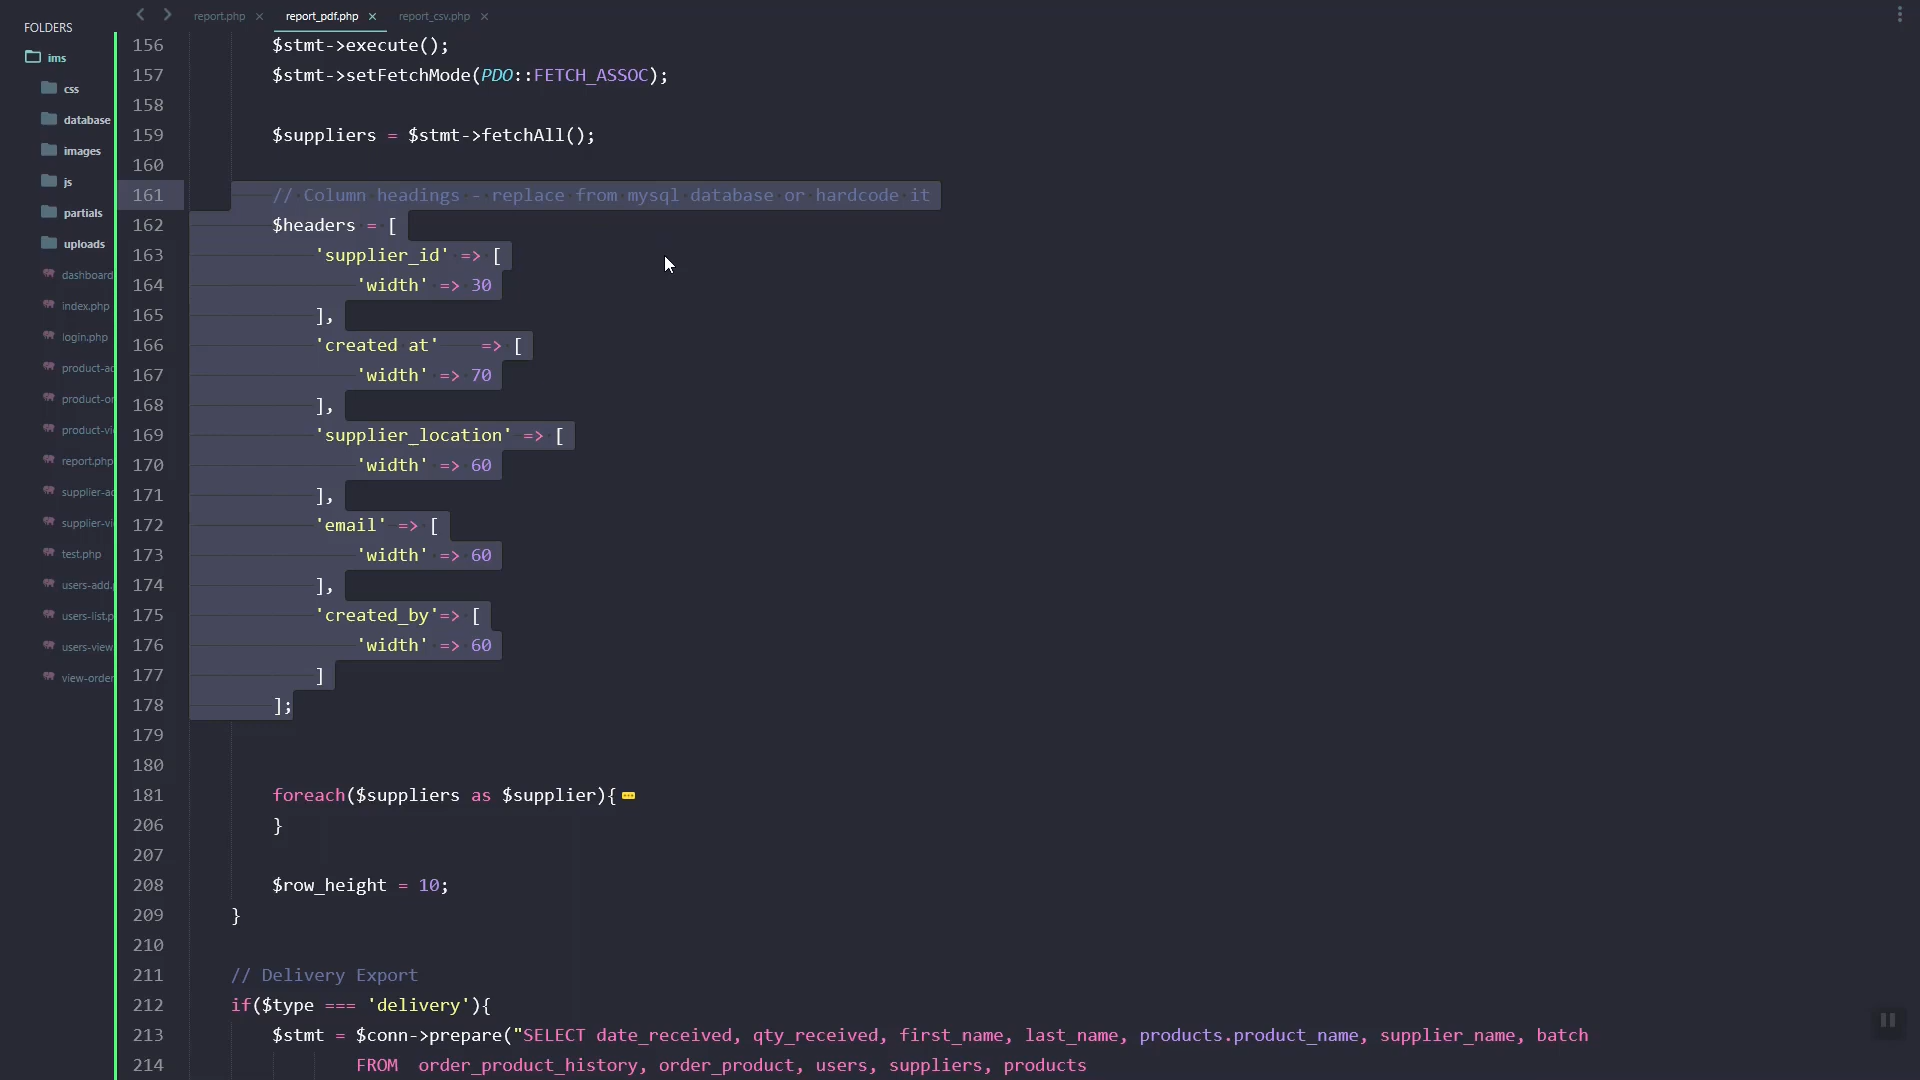 FOLDERS
ims
css
database
images
js
partials
uploads
dashboard
index.php
login.php
product-ad
product-or
product-vi
report.php
supplier-ad
supplier-vi
test.php
users-add.p
users-list.p
users-view
view-order
report.php × report_pdf.php × report_csv.php ×
156 $stmt->execute();
157 $stmt->setFetchMode(PDO::FETCH_ASSOC);
158
159 $suppliers = $stmt->fetchAll();
160
161 // Column headings - replace from mysql database or hardcode it
162 $headers = [
163 'supplier_id' => [
164 'width' => 30
165 ],
166 'created at' => [
167 'width' => 70
168 ],
169 'supplier_location' => [
170 'width' => 60
171 ],
172 'email' => [
173 'width' => 60
174 ],
175 'created_by'=> [
176 'width' => 60
177 ]
178 ];
179
180
181 foreach($suppliers as $supplier){
206 }
207
208 $row_height = 10;
209 }
210
211 // Delivery Export
212 if($type === 'delivery'){
213 $stmt = $conn->prepare("SELECT date_received, qty_received, first_name, last_name, products.product_name, supplier_name, batch
214 FROM order_product_history, order_product, users, suppliers, products